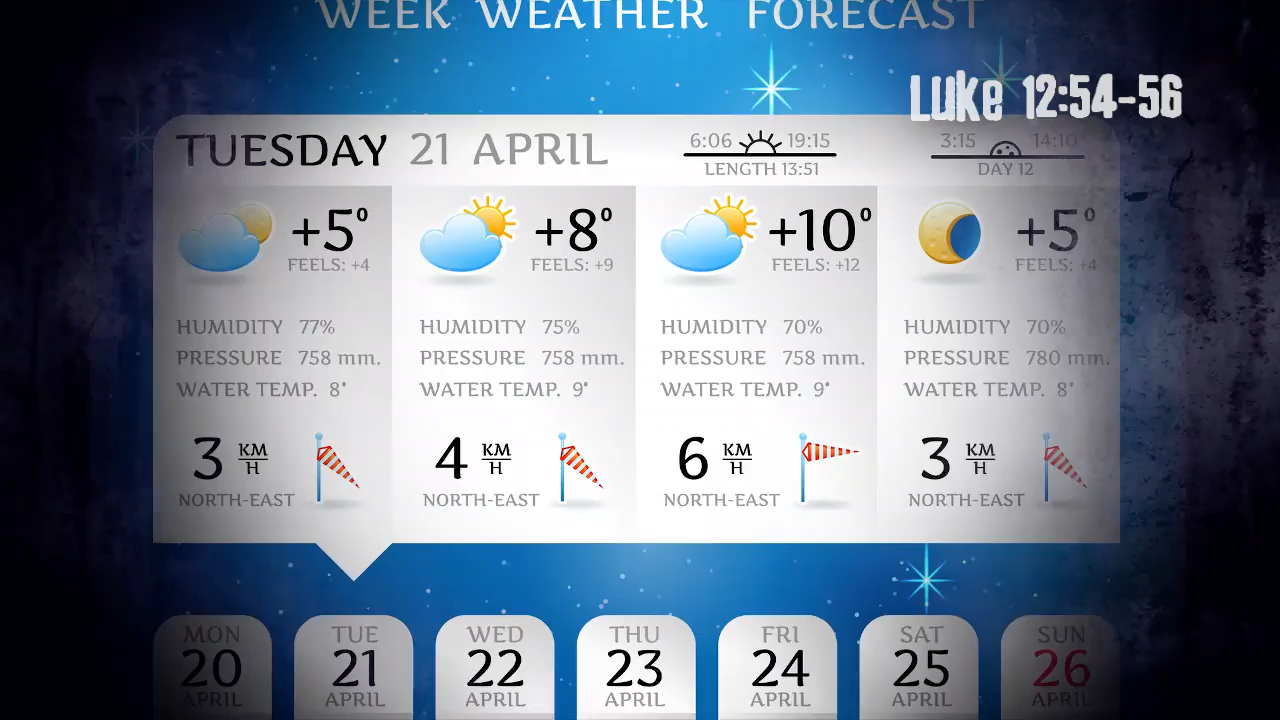 WEEK WEATHER FORECAST
Luke 12:54-56
TUESDAY 21 APRIL
6:06 19:15
LENGTH 13:51
3:15 14:10
DAY 12
+5°
FEELS: +4
HUMIDITY 77%
PRESSURE 758 mm.
WATER TEMP. 8°
3 KM/H
NORTH-EAST
+8°
FEELS: +9
HUMIDITY 75%
PRESSURE 758 mm.
WATER TEMP. 9°
4 KM/H
NORTH-EAST
+10°
FEELS: +12
HUMIDITY 70%
PRESSURE 758 mm.
WATER TEMP. 9°
6 KM/H
NORTH-EAST
+5°
FEELS: +4
HUMIDITY 70%
PRESSURE 780 mm.
WATER TEMP. 8°
3 KM/H
NORTH-EAST
MON
20
APRIL
TUE
21
APRIL
WED
22
APRIL
THU
23
APRIL
FRI
24
APRIL
SAT
25
APRIL
SUN
26
APRIL